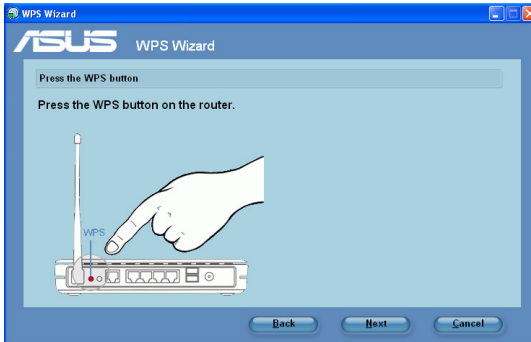 WPS Wizard
ASUS WPS Wizard
Press the WPS button
Press the WPS button on the router.
WPS
Back Next Cancel